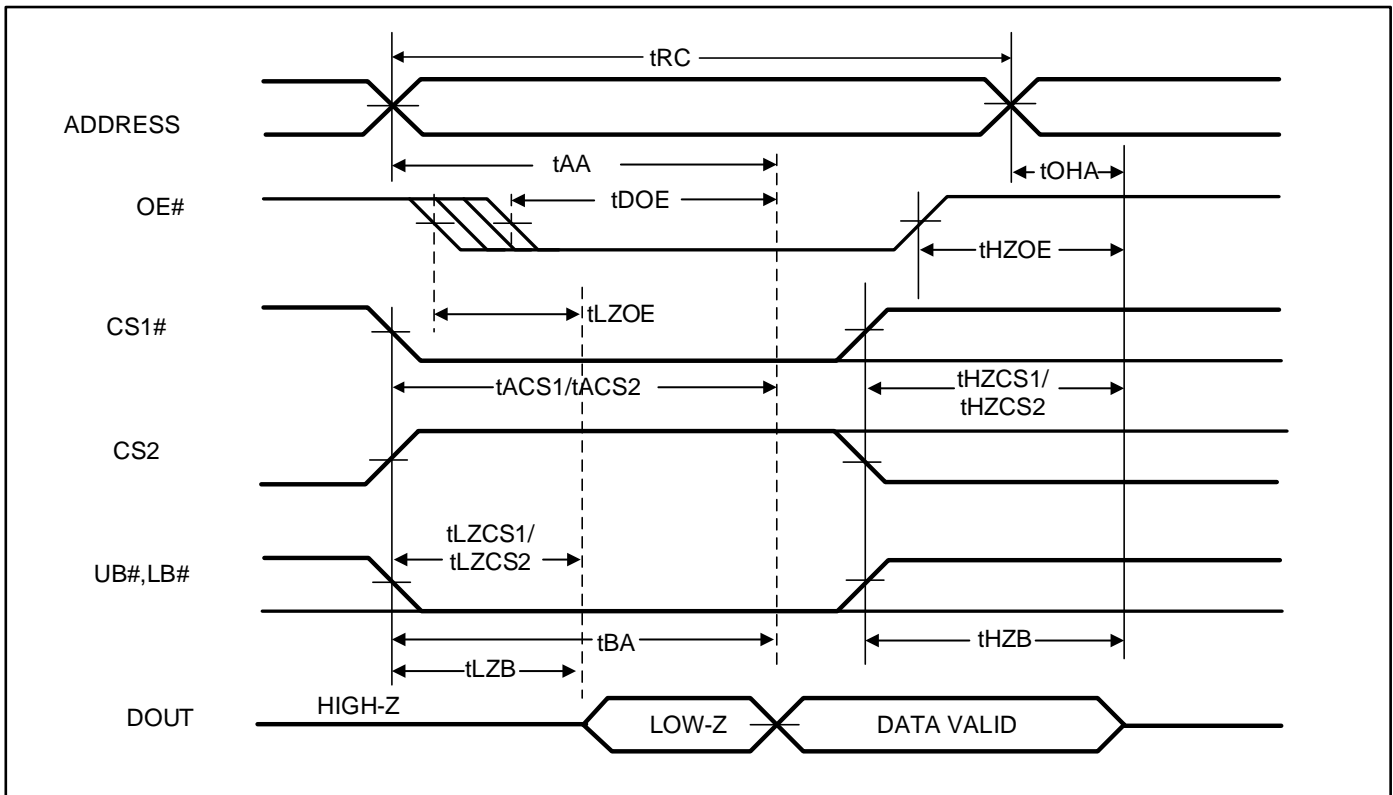 tRC
ADDRESS
tAA
tOHA
OE#
tDOE
tHZOE
CS1#
tLZOE
tACS1/tACS2
tHZCS1/
tHZCS2
CS2
tLZCS1/
tLZCS2
UB#,LB#
tBA
tHZB
tLZB
DOUT
HIGH-Z
LOW-Z
DATA VALID